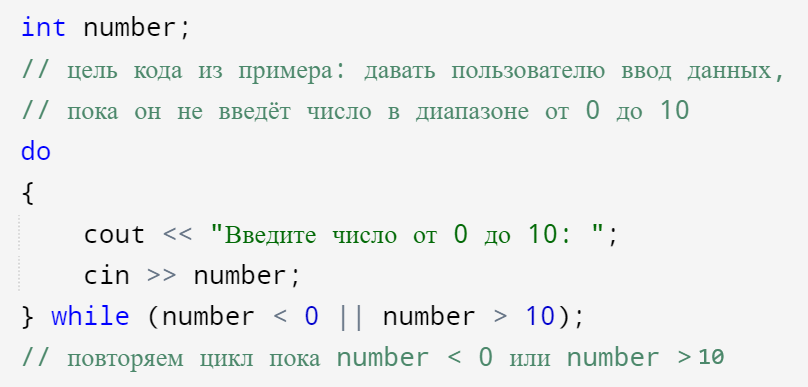 int number;
// цель кода из примера: давать пользователю ввод данных,
// пока он не введёт число в диапазоне от 0 до 10
do
{
    cout << "Введите число от 0 до 10: ";
    cin >> number;
} while (number < 0 || number > 10);
// повторяем цикл пока number < 0 или number >10